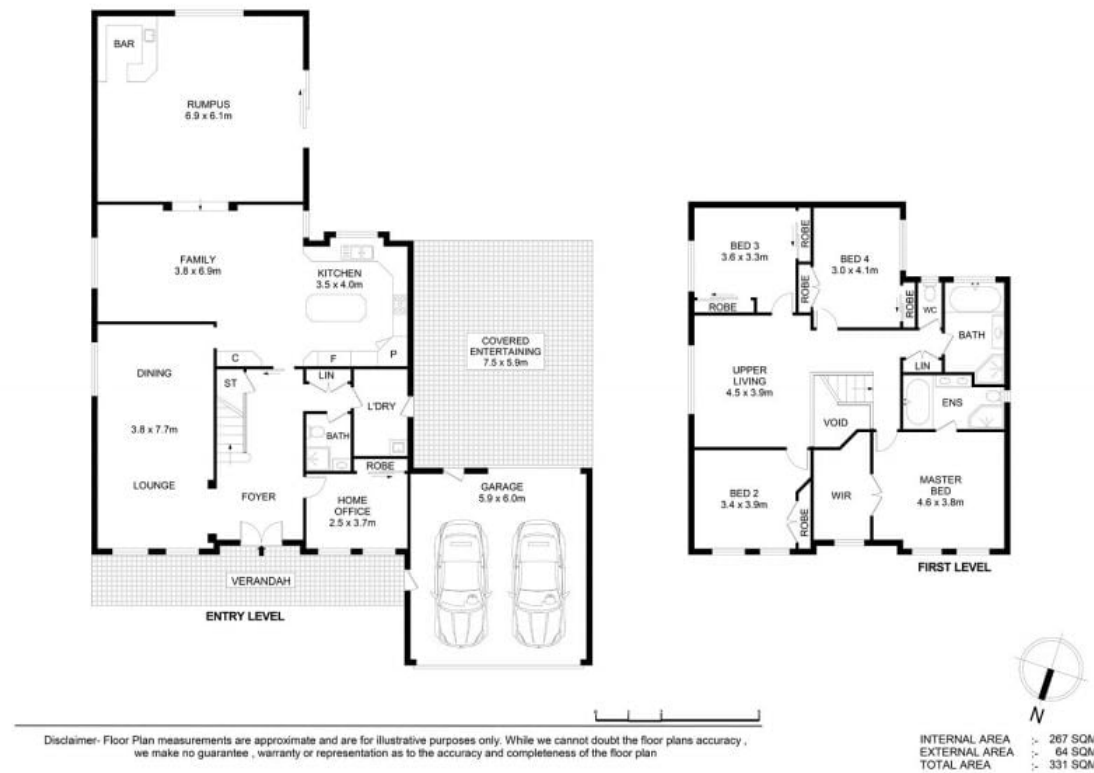 BAR
RUMPUS
6.9 x 6.1m
FAMILY
3.8 x 6.9m
KITCHEN
3.5 x 4.0m
C
F
P
DINING
3.8 x 7.7m
LOUNGE
ST
LIN
L'DRY
BATH
ROBE
FOYER
HOME
OFFICE
2.5 x 3.7m
COVERED
ENTERTAINING
7.5 x 5.9m
GARAGE
5.9 x 6.0m
VERANDAH
ENTRY LEVEL
BED 3
3.6 x 3.3m
ROBE
ROBE
BED 4
3.0 x 4.1m
ROBE
ROBE
WC
BATH
LIN
UPPER
LIVING
4.5 x 3.9m
ENS
VOID
BED 2
3.4 x 3.9m
ROBE
WIR
MASTER
BED
4.6 x 3.8m
FIRST LEVEL
N
Disclaimer- Floor Plan measurements are approximate and are for illustrative purposes only. While we cannot doubt the floor plans accuracy ,
we make no guarantee , warranty or representation as to the accuracy and completeness of the floor plan
INTERNAL AREA :- 267 SQM
EXTERNAL AREA :- 64 SQM
TOTAL AREA :- 331 SQM